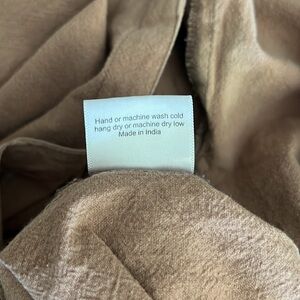 Hand or machine wash cold
hang dry or machine dry low
Made in India